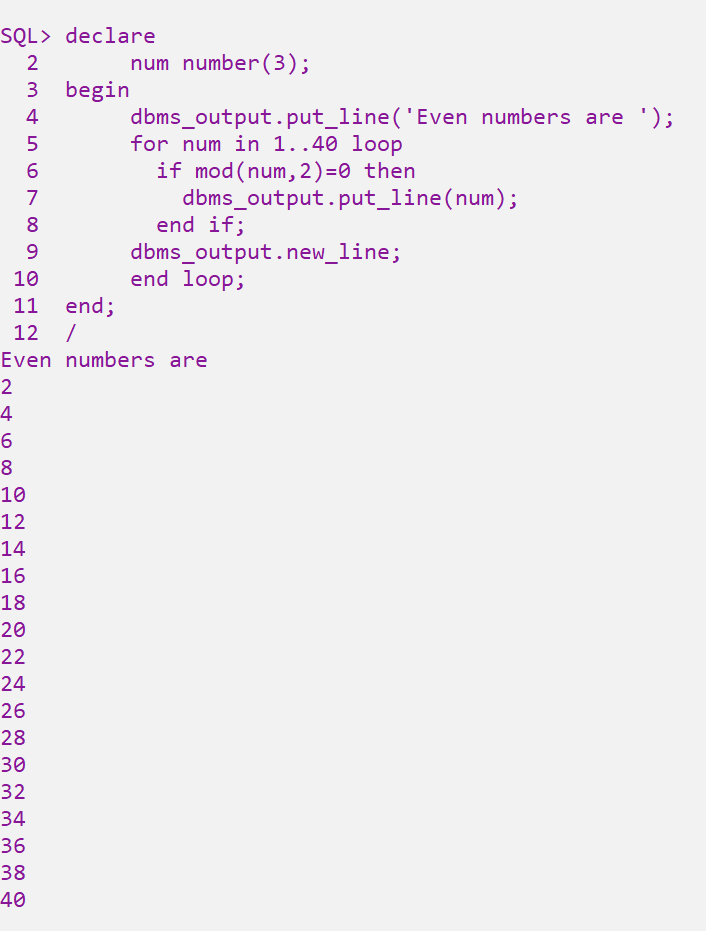 SQL> declare
  2       num number(3);
  3  begin
  4       dbms_output.put_line('Even numbers are ');
  5       for num in 1..40 loop
  6         if mod(num,2)=0 then
  7           dbms_output.put_line(num);
  8         end if;
  9       dbms_output.new_line;
 10       end loop;
 11  end;
 12  /
Even numbers are
2
4
6
8
10
12
14
16
18
20
22
24
26
28
30
32
34
36
38
40